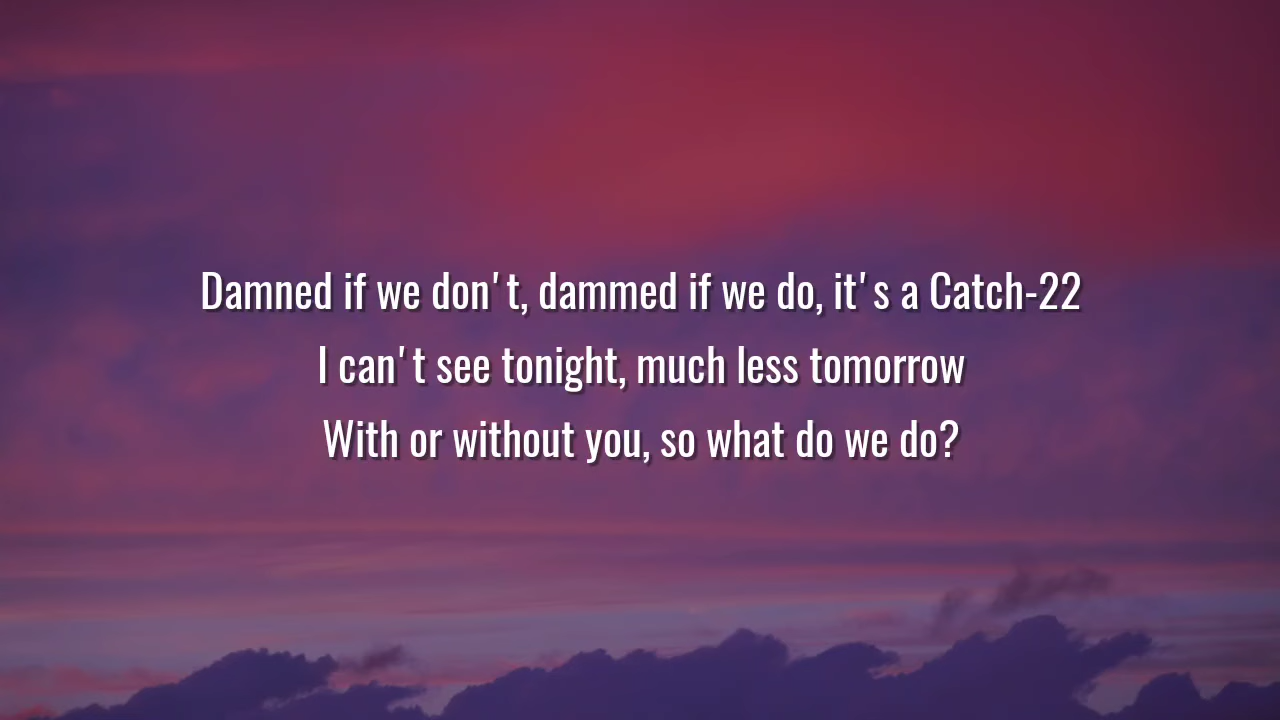 Damned if we don't, dammed if we do, it's a Catch-22
I can't see tonight, much less tomorrow
With or without you, so what do we do?